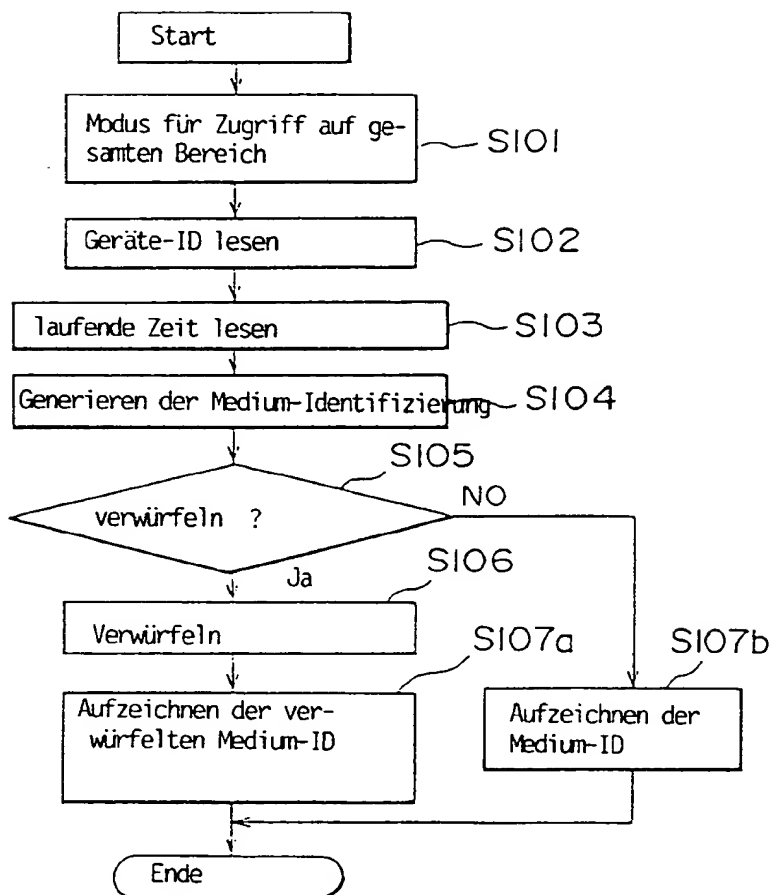 Start
Modus für Zugriff auf ge-
samten Bereich
S101
Geräte-ID lesen
S102
laufende Zeit lesen
S103
Generieren der Medium-Identifizierung
S104
S105
verwürfeln ?
NO
Ja
S106
Verwürfeln
S107a
Aufzeichnen der ver-
würfelten Medium-ID
S107b
Aufzeichnen der
Medium-ID
Ende